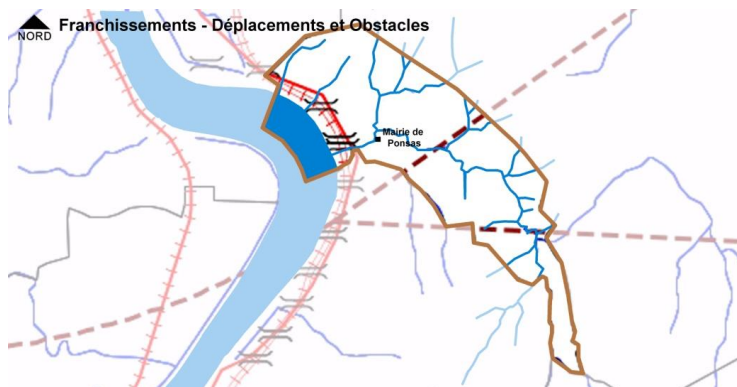 Franchissements - Déplacements et Obstacles
NORD
Mairie de
Ponsas